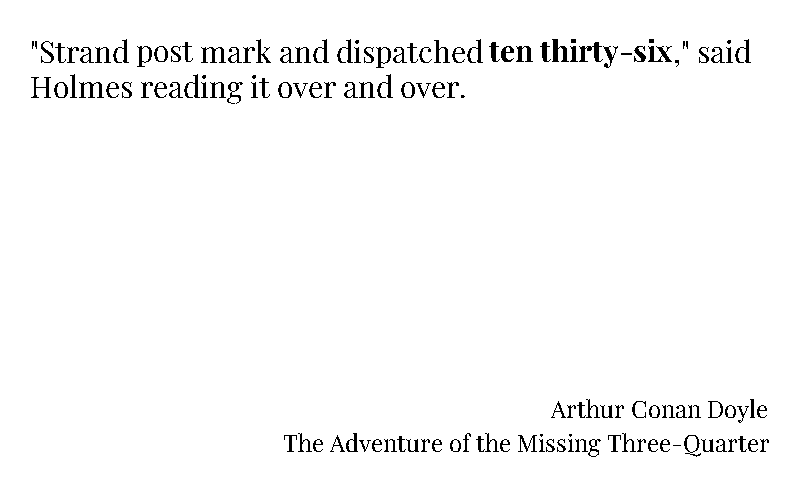 "Strand post mark and dispatched ten thirty-six," said
Holmes reading it over and over.
Arthur Conan Doyle
The Adventure of the Missing Three-Quarter